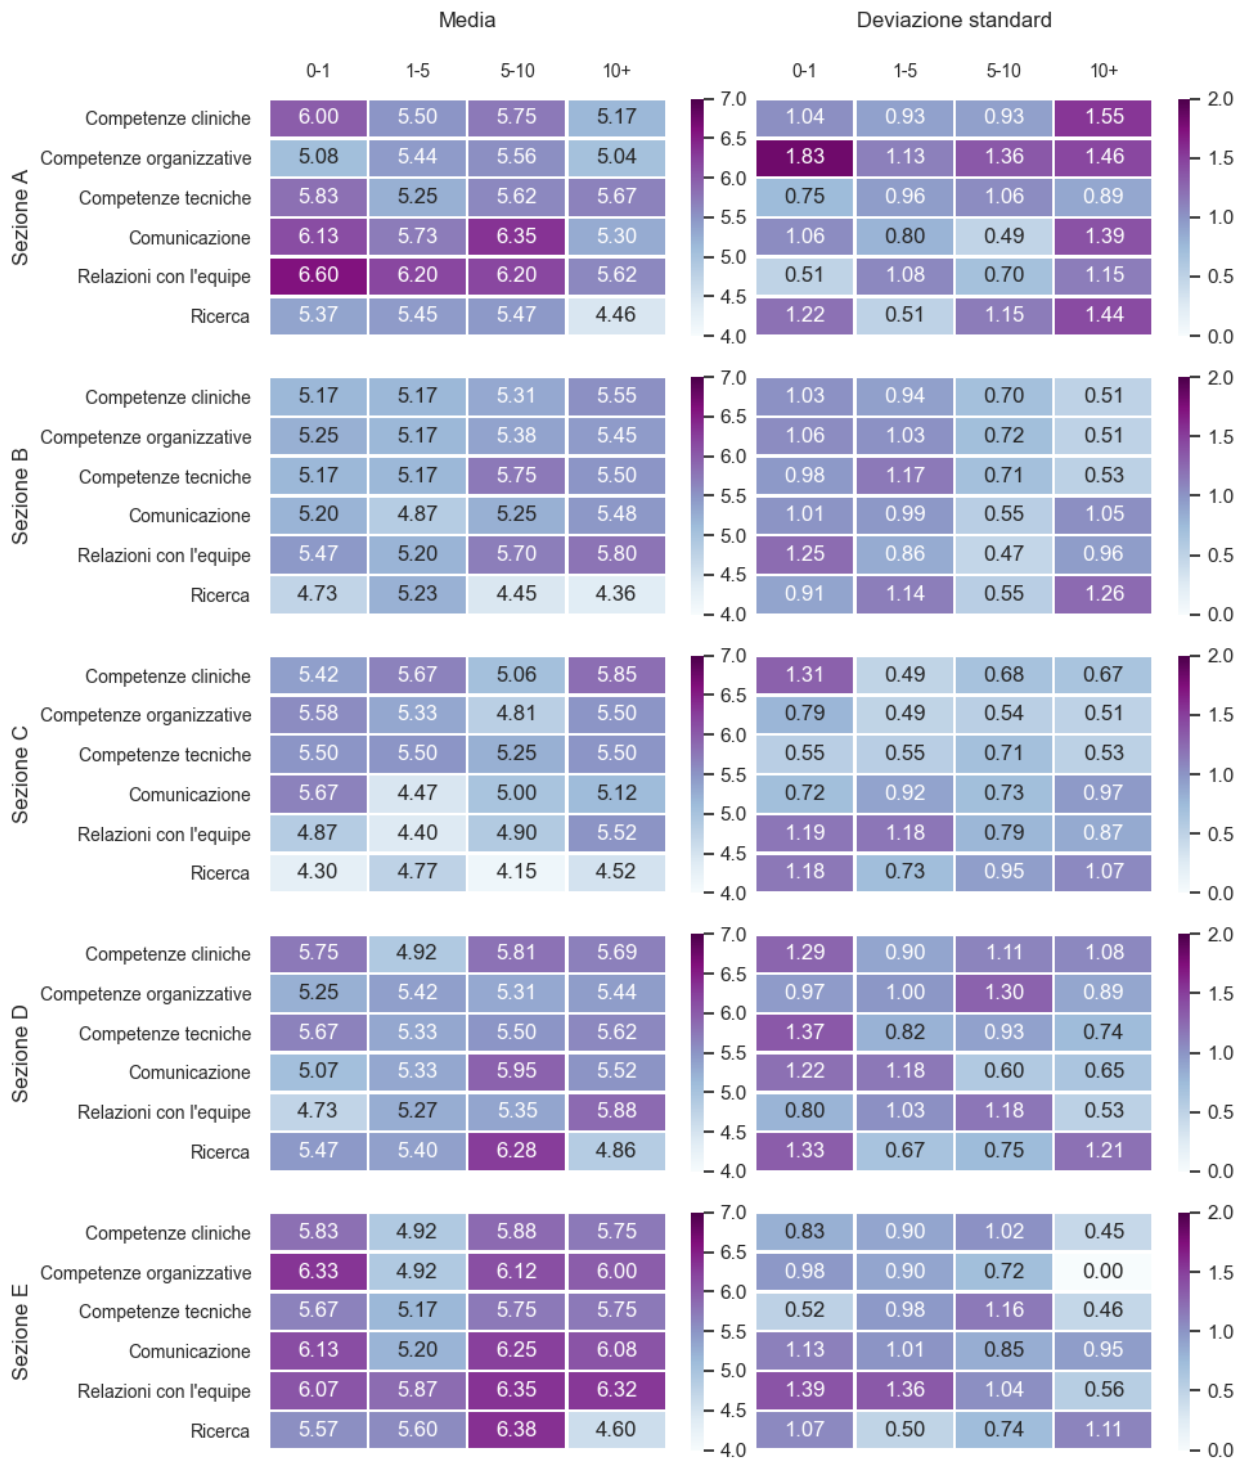 Media Deviazione standard
0-1 1-5 5-10 10+ 0-1 1-5 5-10 10+
Sezione A
Competenze cliniche 6.00 5.50 5.75 5.17 1.04 0.93 0.93 1.55
Competenze organizzative 5.08 5.44 5.56 5.04 1.83 1.13 1.36 1.46
Competenze tecniche 5.83 5.25 5.62 5.67 0.75 0.96 1.06 0.89
Comunicazione 6.13 5.73 6.35 5.30 1.06 0.80 0.49 1.39
Relazioni con l'equipe 6.60 6.20 6.20 5.62 0.51 1.08 0.70 1.15
Ricerca 5.37 5.45 5.47 4.46 1.22 0.51 1.15 1.44
7.0 6.5 6.0 5.5 5.0 4.5 4.0
2.0 1.5 1.0 0.5 0.0
Sezione B
Competenze cliniche 5.17 5.17 5.31 5.55 1.03 0.94 0.70 0.51
Competenze organizzative 5.25 5.17 5.38 5.45 1.06 1.03 0.72 0.51
Competenze tecniche 5.17 5.17 5.75 5.50 0.98 1.17 0.71 0.53
Comunicazione 5.20 4.87 5.25 5.48 1.01 0.99 0.55 1.05
Relazioni con l'equipe 5.47 5.20 5.70 5.80 1.25 0.86 0.47 0.96
Ricerca 4.73 5.23 4.45 4.36 0.91 1.14 0.55 1.26
7.0 6.5 6.0 5.5 5.0 4.5 4.0
2.0 1.5 1.0 0.5 0.0
Sezione C
Competenze cliniche 5.42 5.67 5.06 5.85 1.31 0.49 0.68 0.67
Competenze organizzative 5.58 5.33 4.81 5.50 0.79 0.49 0.54 0.51
Competenze tecniche 5.50 5.50 5.25 5.50 0.55 0.55 0.71 0.53
Comunicazione 5.67 4.47 5.00 5.12 0.72 0.92 0.73 0.97
Relazioni con l'equipe 4.87 4.40 4.90 5.52 1.19 1.18 0.79 0.87
Ricerca 4.30 4.77 4.15 4.52 1.18 0.73 0.95 1.07
7.0 6.5 6.0 5.5 5.0 4.5 4.0
2.0 1.5 1.0 0.5 0.0
Sezione D
Competenze cliniche 5.75 4.92 5.81 5.69 1.29 0.90 1.11 1.08
Competenze organizzative 5.25 5.42 5.31 5.44 0.97 1.00 1.30 0.89
Competenze tecniche 5.67 5.33 5.50 5.62 1.37 0.82 0.93 0.74
Comunicazione 5.07 5.33 5.95 5.52 1.22 1.18 0.60 0.65
Relazioni con l'equipe 4.73 5.27 5.35 5.88 0.80 1.03 1.18 0.53
Ricerca 5.47 5.40 6.28 4.86 1.33 0.67 0.75 1.21
7.0 6.5 6.0 5.5 5.0 4.5 4.0
2.0 1.5 1.0 0.5 0.0
Sezione E
Competenze cliniche 5.83 4.92 5.88 5.75 0.83 0.90 1.02 0.45
Competenze organizzative 6.33 4.92 6.12 6.00 0.98 0.90 0.72 0.00
Competenze tecniche 5.67 5.17 5.75 5.75 0.52 0.98 1.16 0.46
Comunicazione 6.13 5.20 6.25 6.08 1.13 1.01 0.85 0.95
Relazioni con l'equipe 6.07 5.87 6.35 6.32 1.39 1.36 1.04 0.56
Ricerca 5.57 5.60 6.38 4.60 1.07 0.50 0.74 1.11
7.0 6.5 6.0 5.5 5.0 4.5 4.0
2.0 1.5 1.0 0.5 0.0